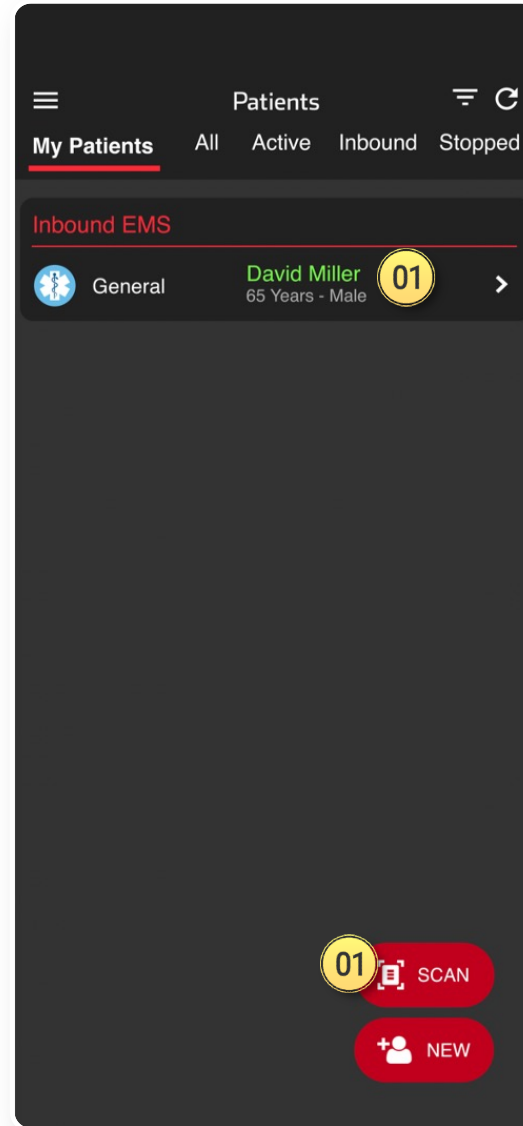 Patients
My Patients All Active Inbound Stopped
Inbound EMS
General David Miller 01
65 Years - Male
01 SCAN
NEW